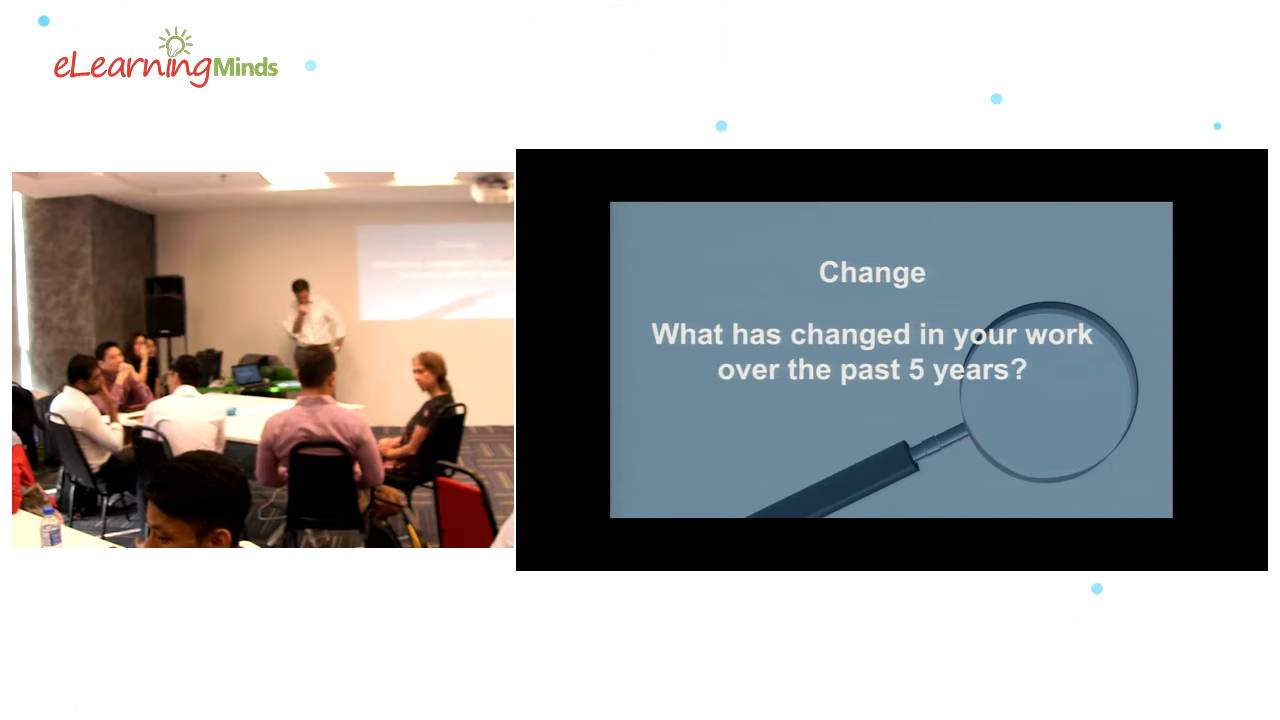 eLearningMinds
Change
What has changed in your work
over the past 5 years?